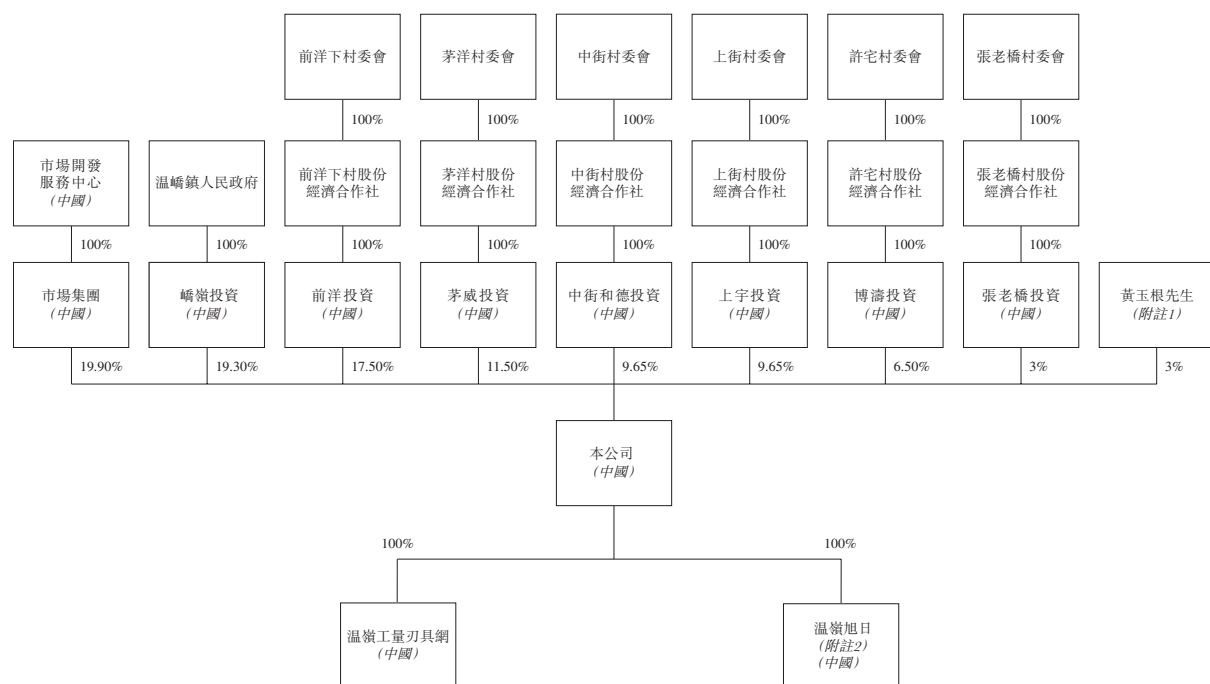 前洋下村委會
茅洋村委會
中街村委會
上街村委會
許宅村委會
張老橋村委會
100%
100%
100%
100%
100%
100%
市場開發
服務中心
(中國)
温嶠鎮人民政府
前洋下村股份
經濟合作社
茅洋村股份
經濟合作社
中街村股份
經濟合作社
上街村股份
經濟合作社
許宅村股份
經濟合作社
張老橋村股份
經濟合作社
100%
100%
100%
100%
100%
100%
100%
100%
市場集團
(中國)
嶠嶺投資
(中國)
前洋投資
(中國)
茅威投資
(中國)
中街和德投資
(中國)
上宇投資
(中國)
博濤投資
(中國)
張老橋投資
(中國)
黃玉根先生
(附註1)
19.90%
19.30%
17.50%
11.50%
9.65%
9.65%
6.50%
3%
3%
本公司
(中國)
100%
100%
温嶺工量刃具網
(中國)
温嶺旭日
(附註2)
(中國)